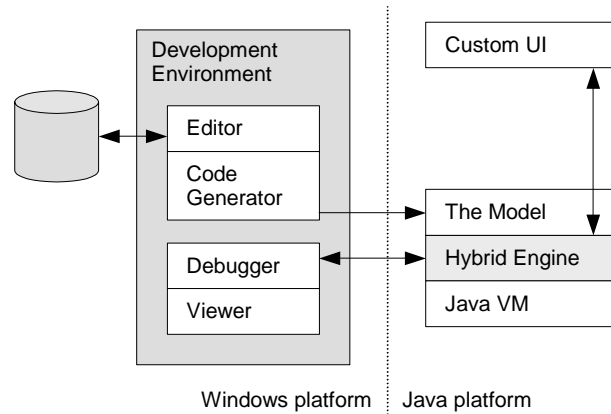 Development
Environment
Editor
Code
Generator
Debugger
Viewer
Custom UI
The Model
Hybrid Engine
Java VM
Windows platform
Java platform